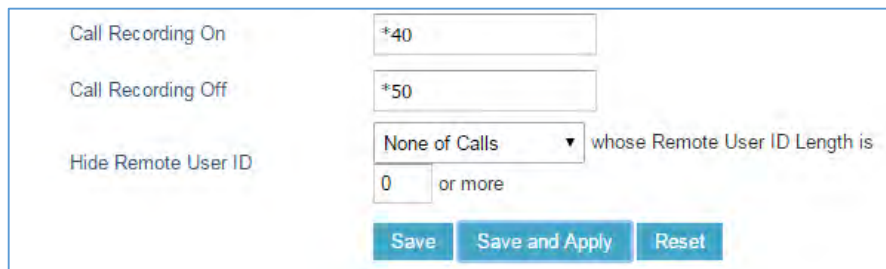 Call Recording On *40
Call Recording Off *50
Hide Remote User ID None of Calls whose Remote User ID Length is
0 or more
Save Save and Apply Reset